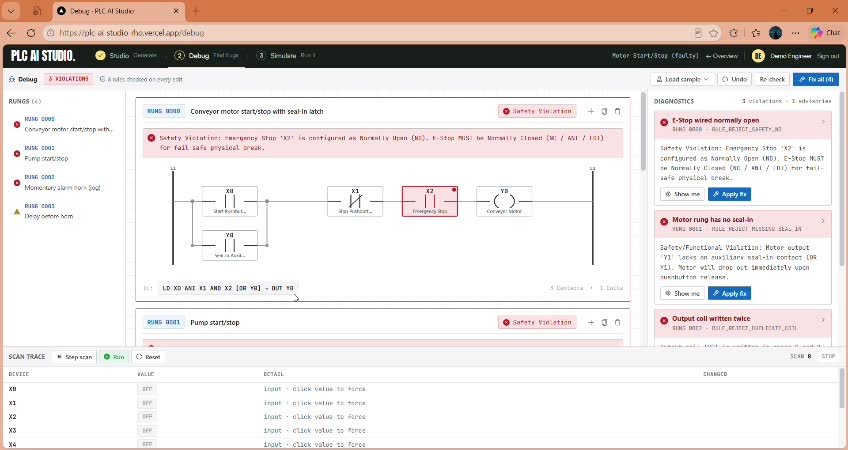 Debug · PLC AI Studio
https://plc-ai-studio-rho.vercel.app/debug
Chat
PLC AI STUDIO.
Studio Generate
2 Debug Find bugs
3 Simulate Run it
Motor Start/Stop (faulty)
← Overview
DE Demo Engineer
Sign out
Debug
3 VIOLATIONS
8 rules checked on every edit
Load sample
Undo
Re-check
Fix all (4)
RUNGS (4)
RUNG 0000
Conveyor motor start/stop with...
RUNG 0001
Pump start/stop
RUNG 0002
Momentary alarm horn (jog)
RUNG 0003
Delay before horn
RUNG 0000
Conveyor motor start/stop with seal-in latch
Safety Violation
Safety Violation: Emergency Stop 'X2' is configured as Normally Open (NO). E-Stop MUST be Normally Closed (NC / ANI / LDI)
for fail safe physical break.
L1
X0
Start Pushbut...
X1
Stop Pushbutt...
X2
Emergency Stop
Y0
Conveyor Motor
Y0
LD X0 ANI X1 AND X2 [OR Y0] → OUT Y0
3 Contacts • 1 Coils
RUNG 0001
Pump start/stop
Safety Violation
DIAGNOSTICS
3 violations · 1 advisories
E-Stop wired normally open
RUNG 0000 · RULE_REJECT_SAFETY_NO
Safety Violation: Emergency Stop 'X2' is
configured as Normally Open (NO). E-Stop MUST
be Normally Closed (NC / ANI / LDI) for fail-
safe physical break.
Show me
Apply fix
Motor rung has no seal-in
RUNG 0001 · RULE_REJECT_MISSING_SEAL_IN
Safety/Functional Violation: Motor output
'Y1' lacks an auxiliary seal-in contact (OR
Y1). Motor will drop out immediately upon
pushbutton release.
Show me
Apply fix
Output coil written twice
RUNG 0002 · RULE_REJECT_DUPLICATE_COIL
SCAN TRACE
Step scan
Run
Reset
SCAN 0
STOP
DEVICE VALUE DETAIL CHANGED
X0 OFF input · click value to force
X1 OFF input · click value to force
X2 OFF input · click value to force
X3 OFF input · click value to force
X4 OFF input · click value to force